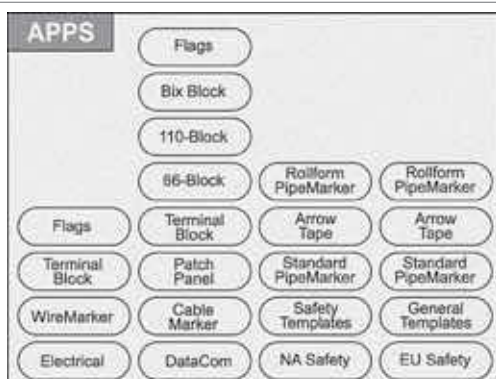 APPS
Flags
Bix Block
110-Block
66-Block
Rollform
PipeMarker
Rollform
PipeMarker
Flags
Terminal
Block
Arrow
Tape
Arrow
Tape
Terminal
Block
Patch
Panel
Standard
PipeMarker
Standard
PipeMarker
WireMarker
Cable
Marker
Safety
Templates
General
Templates
Electrical
DataCom
NA Safety
EU Safety